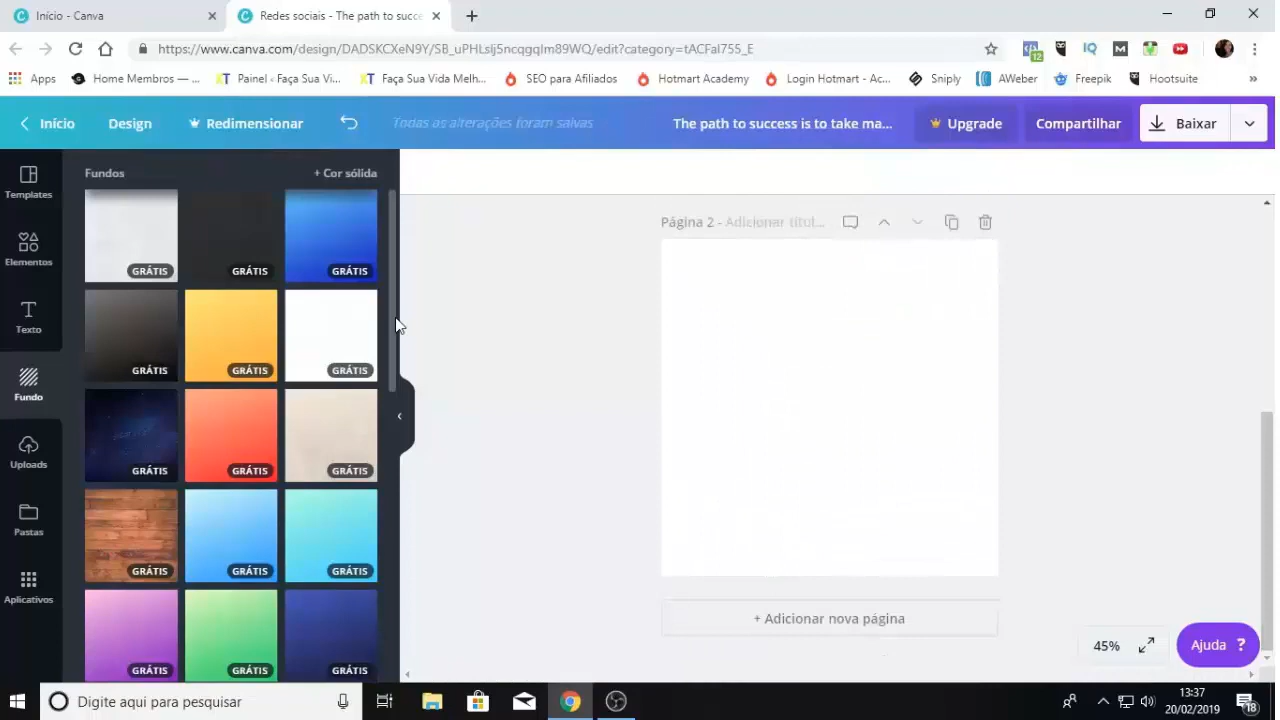 Início - Canva
Redes sociais - The path to succe
https://www.canva.com/design/DADSKCXeN9Y/SB_uPHLslj5ncqgqlm89WQ/edit?category=tACFal755_E
12
Apps
Home Membros — ...
Painel ‹ Faça Sua Vi...
Faça Sua Vida Melh...
SEO para Afiliados
Hotmart Academy
Login Hotmart - Ac...
Sniply
AWeber
Freepik
Hootsuite
Início
Design
Redimensionar
Todas as alterações foram salvas
The path to success is to take ma...
Upgrade
Compartilhar
Baixar
Templates
Elementos
Texto
Fundo
Uploads
Pastas
Aplicativos
Fundos
+ Cor sólida
GRÁTIS GRÁTIS GRÁTIS
GRÁTIS GRÁTIS GRÁTIS
GRÁTIS GRÁTIS GRÁTIS
GRÁTIS GRÁTIS GRÁTIS
GRÁTIS GRÁTIS GRÁTIS
Página 2 - Adicionar títul...
+ Adicionar nova página
45%
Ajuda ?
Digite aqui para pesquisar
13:37
20/02/2019
18